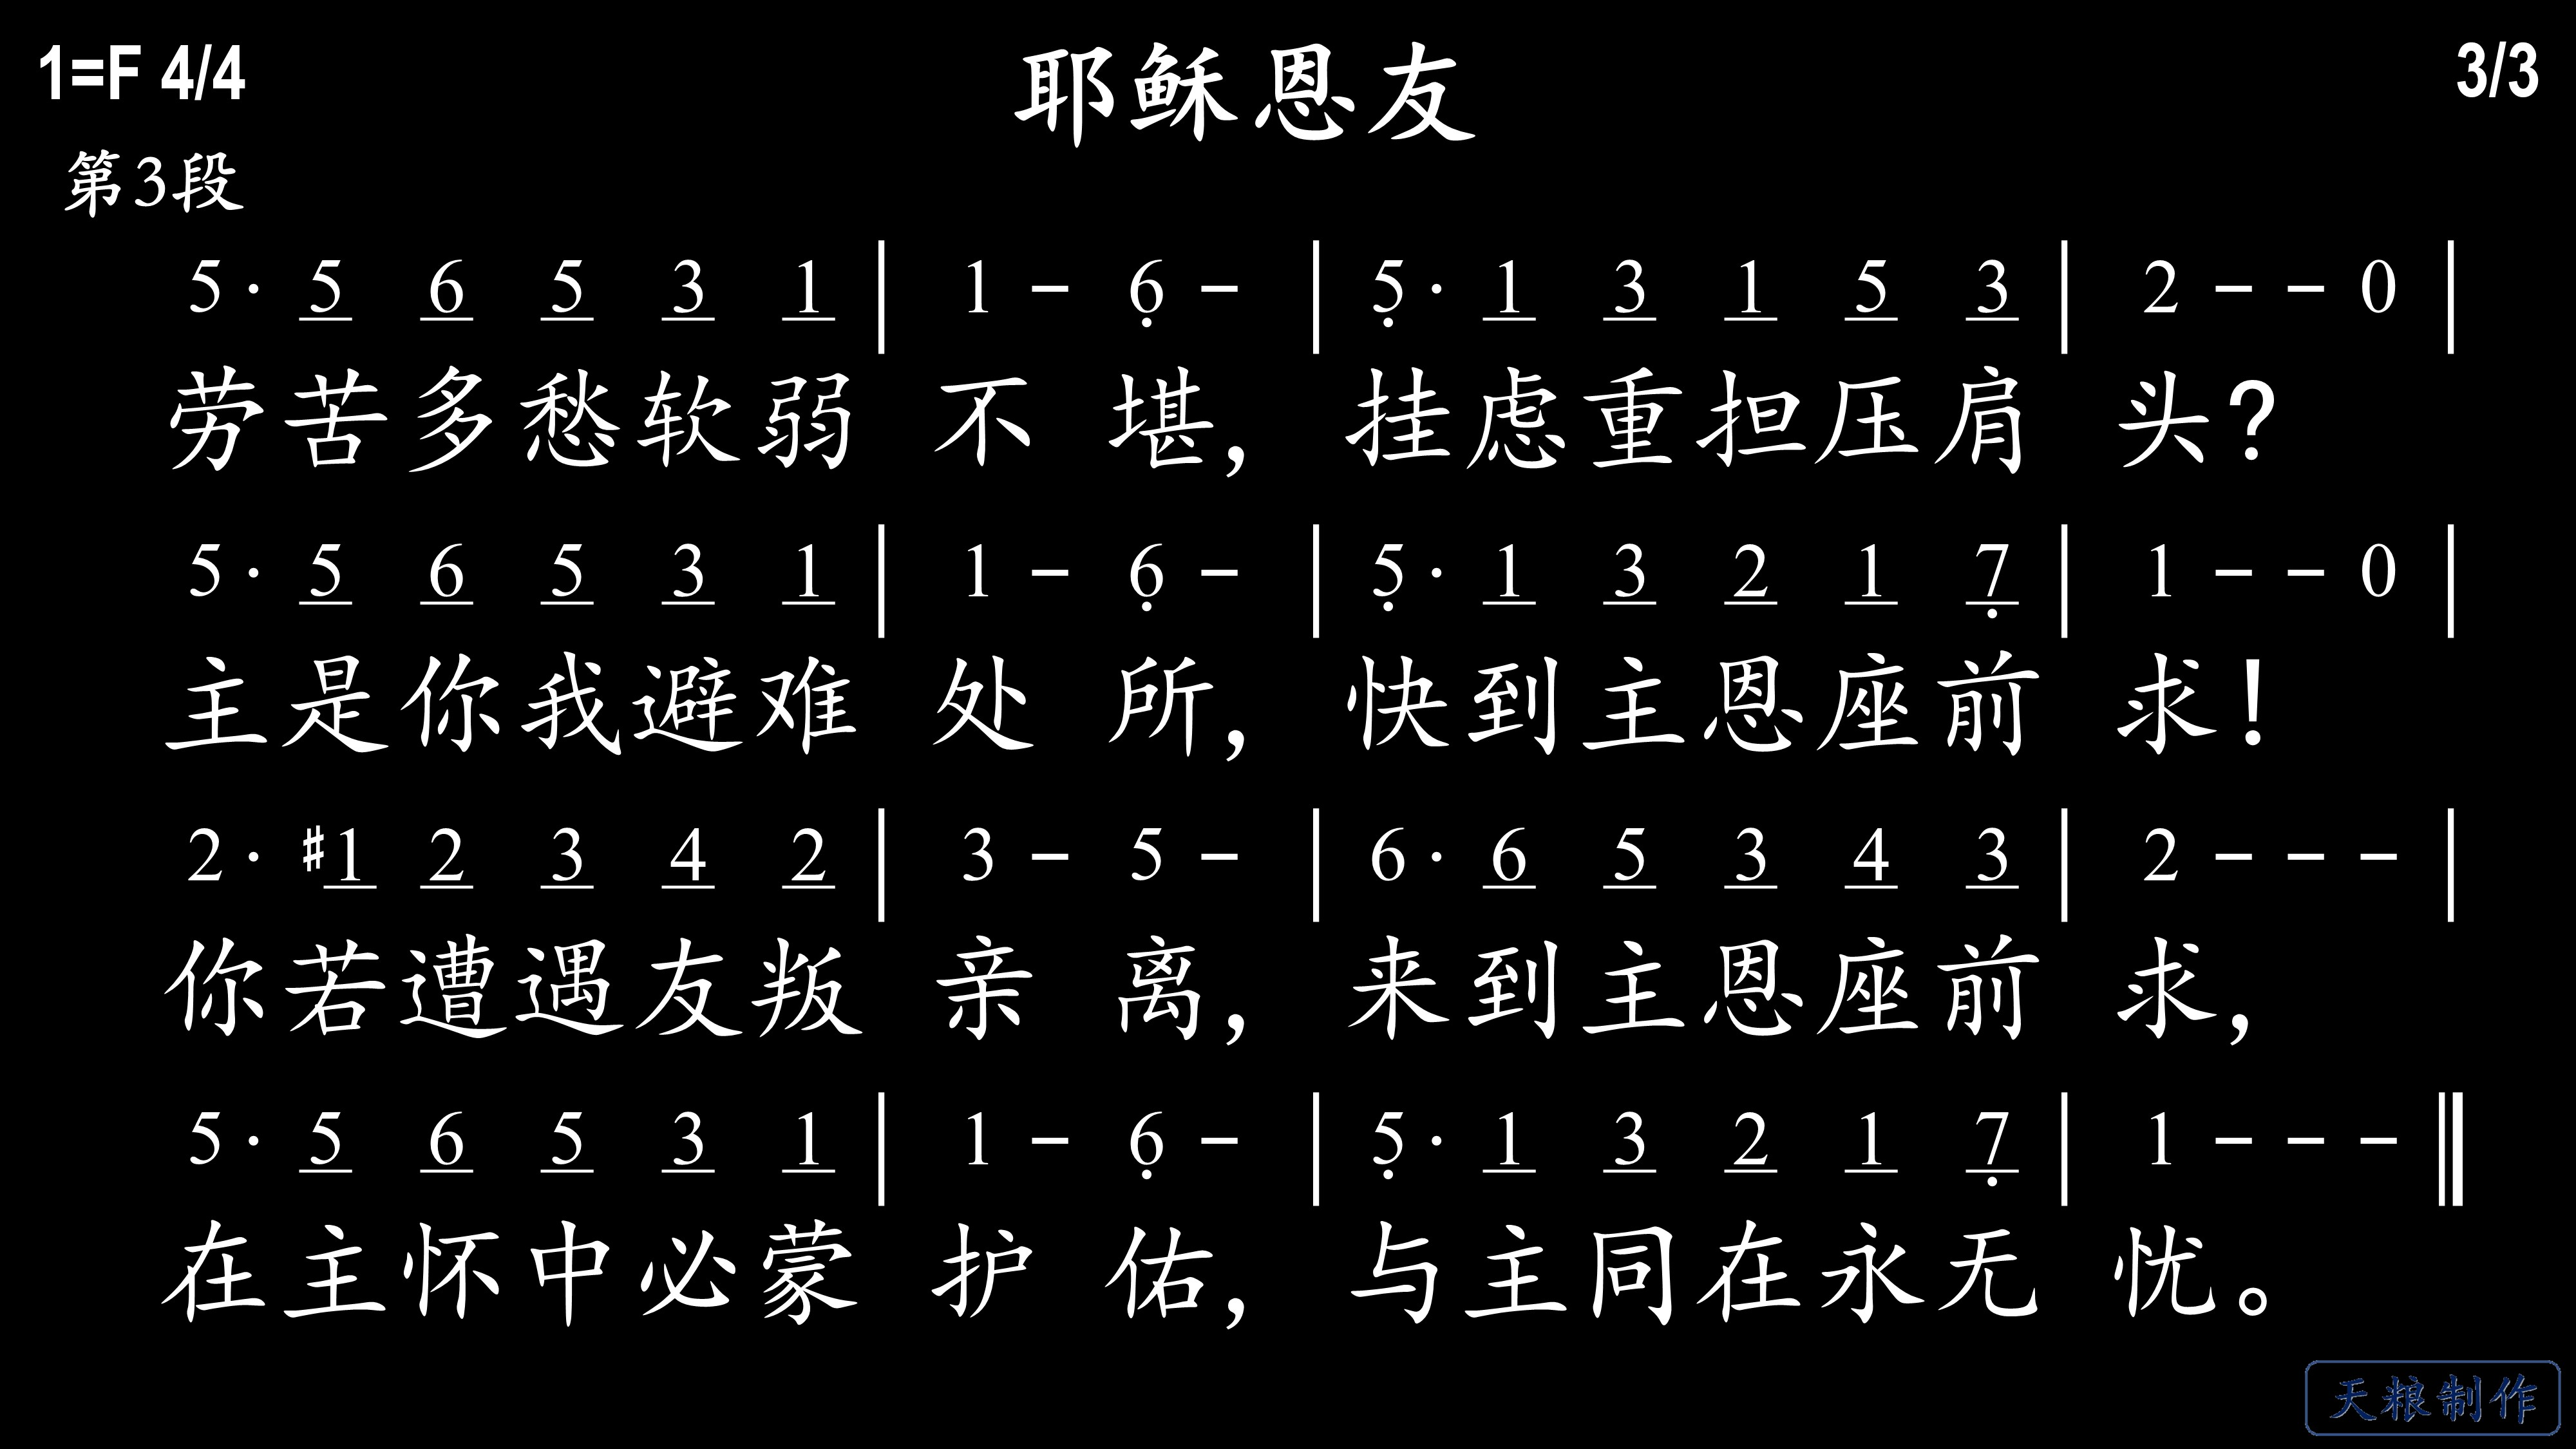 1=F 4/4
耶稣恩友
3/3
第3段
5· 5 6 5 3 1 | 1 – 6̣ – | 5̣· 1 3 1 5 3 | 2 – – 0 |
劳苦多愁软弱 不 堪, 挂虑重担压肩 头?
5· 5 6 5 3 1 | 1 – 6̣ – | 5̣· 1 3 2 1 7̣ | 1 – – 0 |
主是你我避难 处 所, 快到主恩座前 求!
2· #1 2 3 4 2 | 3 – 5 – | 6· 6 5 3 4 3 | 2 – – – |
你若遭遇友叛 亲 离, 来到主恩座前 求,
5· 5 6 5 3 1 | 1 – 6̣ – | 5̣· 1 3 2 1 7̣ | 1 – – – ‖
在主怀中必蒙 护 佑, 与主同在永无 忧。
天粮制作